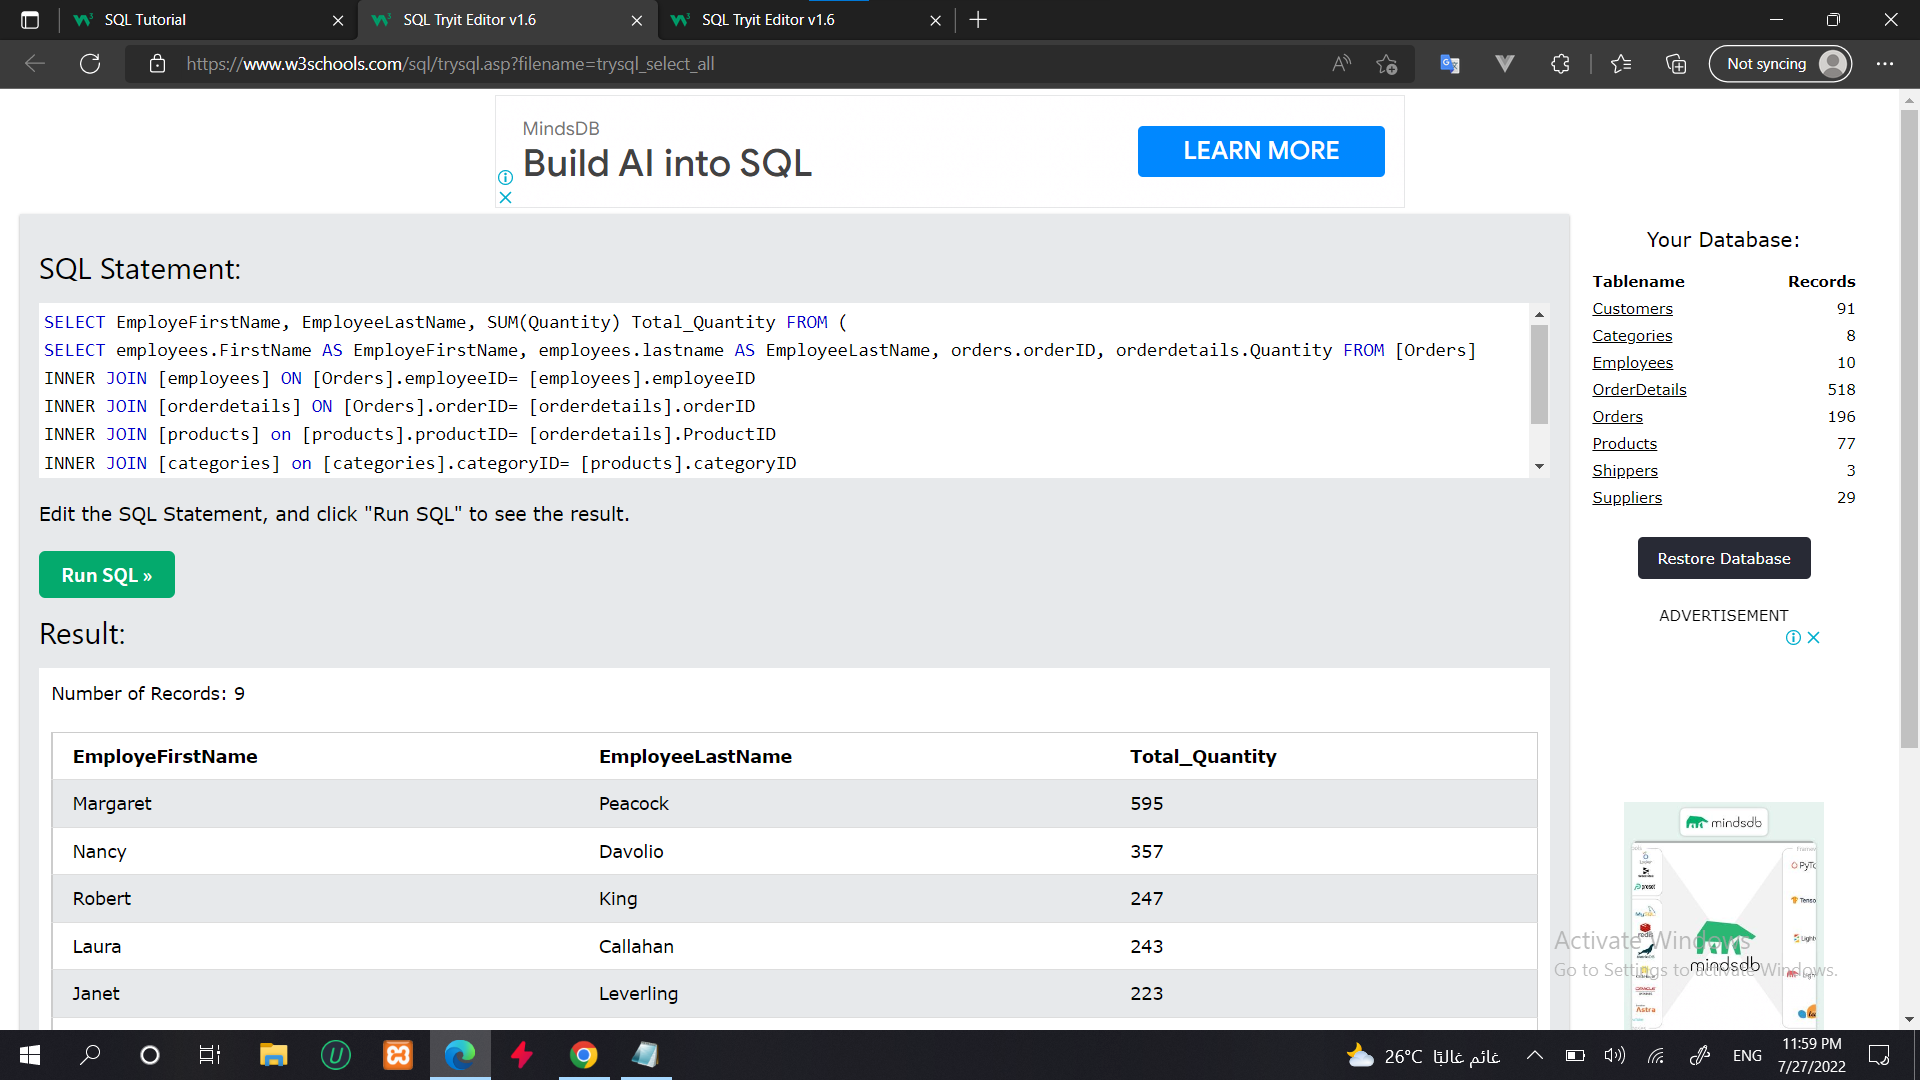 SQL Tutorial
SQL Tryit Editor v1.6
SQL Tryit Editor v1.6
https://www.w3schools.com/sql/trysql.asp?filename=trysql_select_all
Not syncing
MindsDB
Build AI into SQL
LEARN MORE
SQL Statement:
SELECT EmployeFirstName, EmployeeLastName, SUM(Quantity) Total_Quantity FROM (
SELECT employees.FirstName AS EmployeFirstName, employees.lastname AS EmployeeLastName, orders.orderID, orderdetails.Quantity FROM [Orders]
INNER JOIN [employees] ON [Orders].employeeID= [employees].employeeID
INNER JOIN [orderdetails] ON [Orders].orderID= [orderdetails].orderID
INNER JOIN [products] on [products].productID= [orderdetails].ProductID
INNER JOIN [categories] on [categories].categoryID= [products].categoryID
Edit the SQL Statement, and click "Run SQL" to see the result.
Run SQL »
Result:
Number of Records: 9
EmployeFirstName EmployeeLastName Total_Quantity
Margaret Peacock 595
Nancy Davolio 357
Robert King 247
Laura Callahan 243
Janet Leverling 223
Your Database:
Tablename Records
Customers 91
Categories 8
Employees 10
OrderDetails 518
Orders 196
Products 77
Shippers 3
Suppliers 29
Restore Database
ADVERTISEMENT
mindsdb
preset
MySQL
redis
Astra
mindsdb
Activate Windows
Go to Settings to activate Windows.
26°C غائم غالبًا
ENG
11:59 PM
7/27/2022